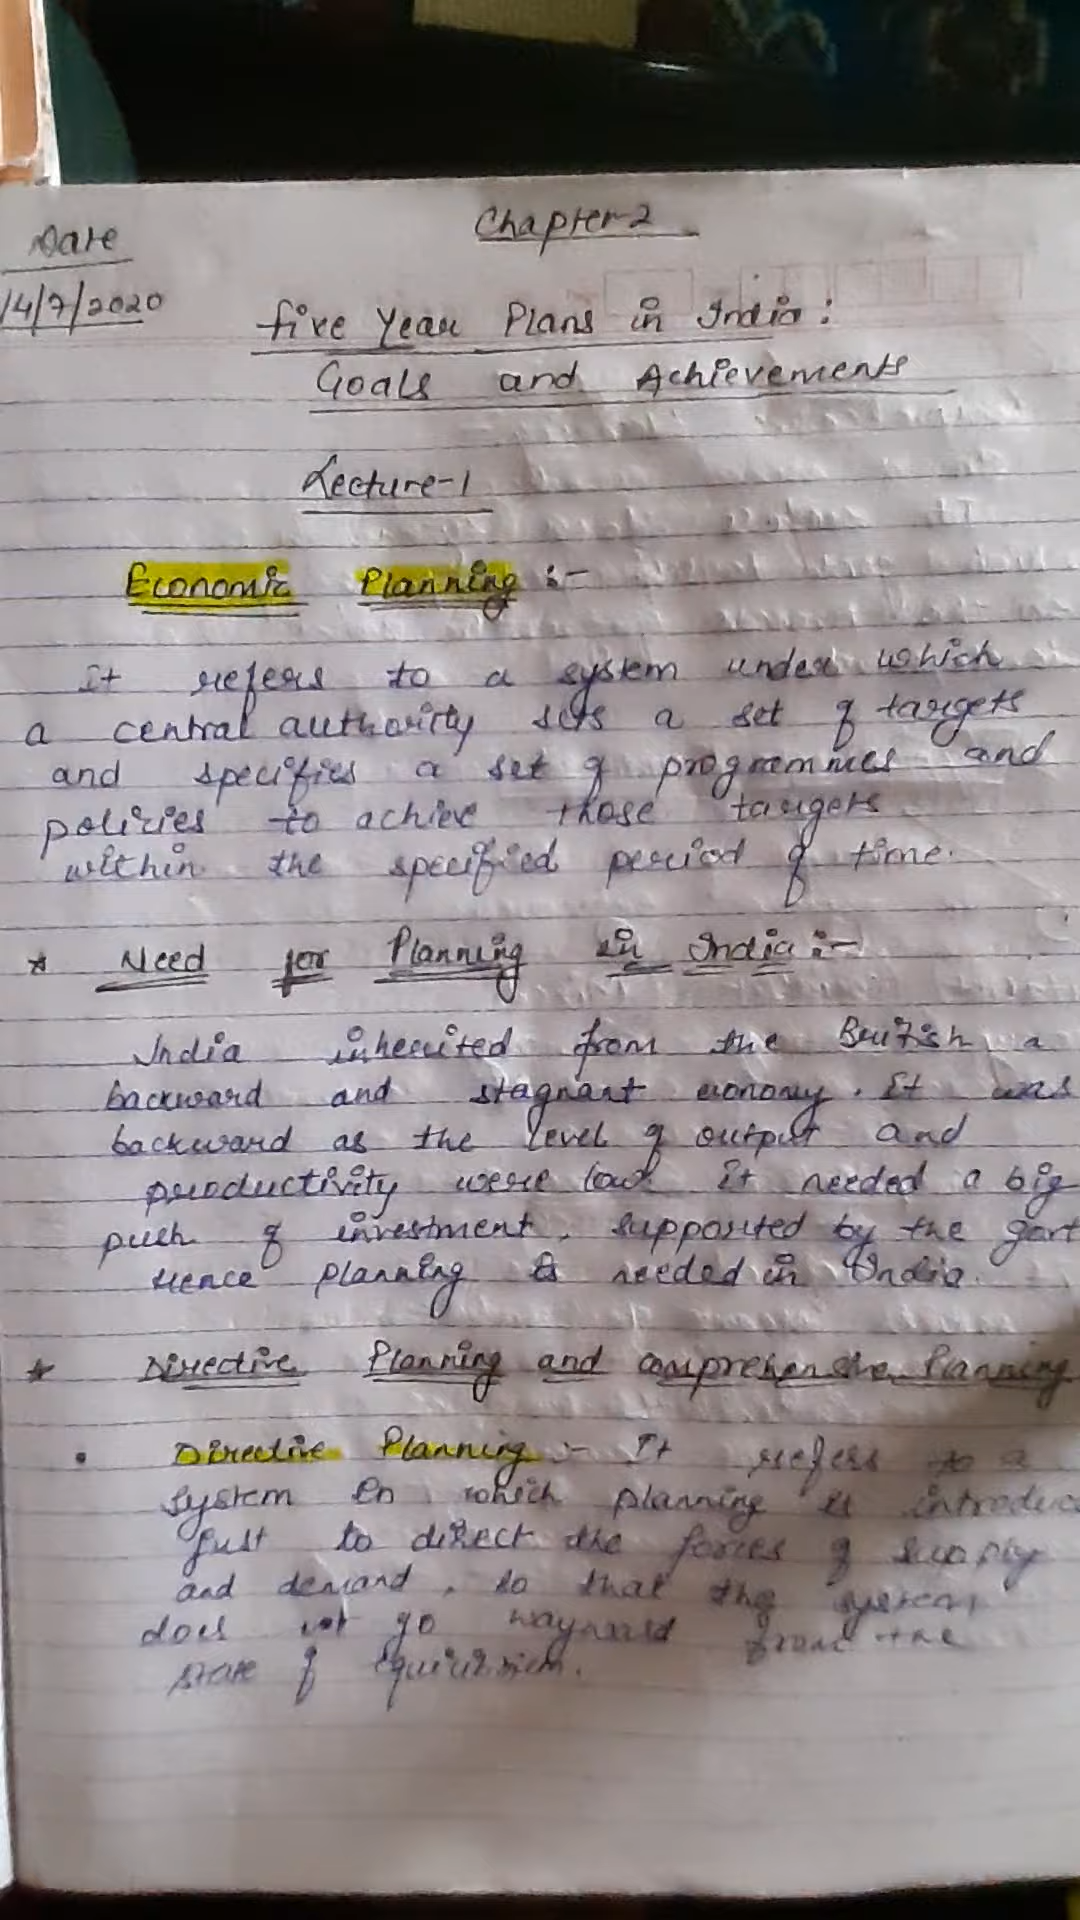 Chapter-2
Date
14/7/2020
five Year Plans in India :
Goals and Achievements
Lecture-1
Economic Planning :-
It refers to a system under which
a central authority sets a set of targets
and specifies a set of programmes and
policies to achieve those targets
within the specified period of time.
* Need for Planning in India :-
India inherited from the British a
backward and stagnant economy. It was
backward as the level of output and
productivity were low. It needed a big
push of investment, supported by the govt
Hence planning is needed in India.
* Directive Planning and comprehensive Planning
• Directive Planning :- It refers to a
system in which planning is introduc
just to direct the forces of supply
and demand, so that the system
does not go wayward from the
state of equilibrium.